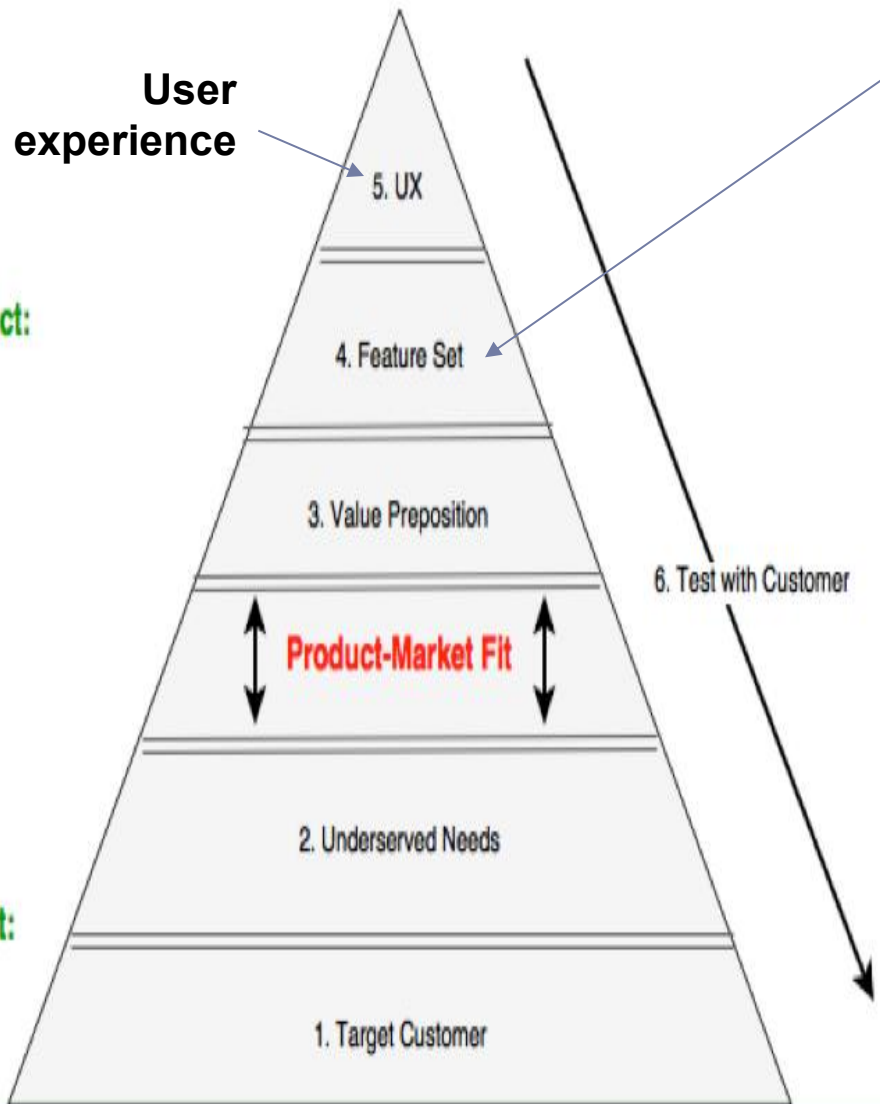 User
experience
5. UX
ct:
4. Feature Set
3. Value Preposition
6. Test with Customer
Product-Market Fit
2. Underserved Needs
t:
1. Target Customer